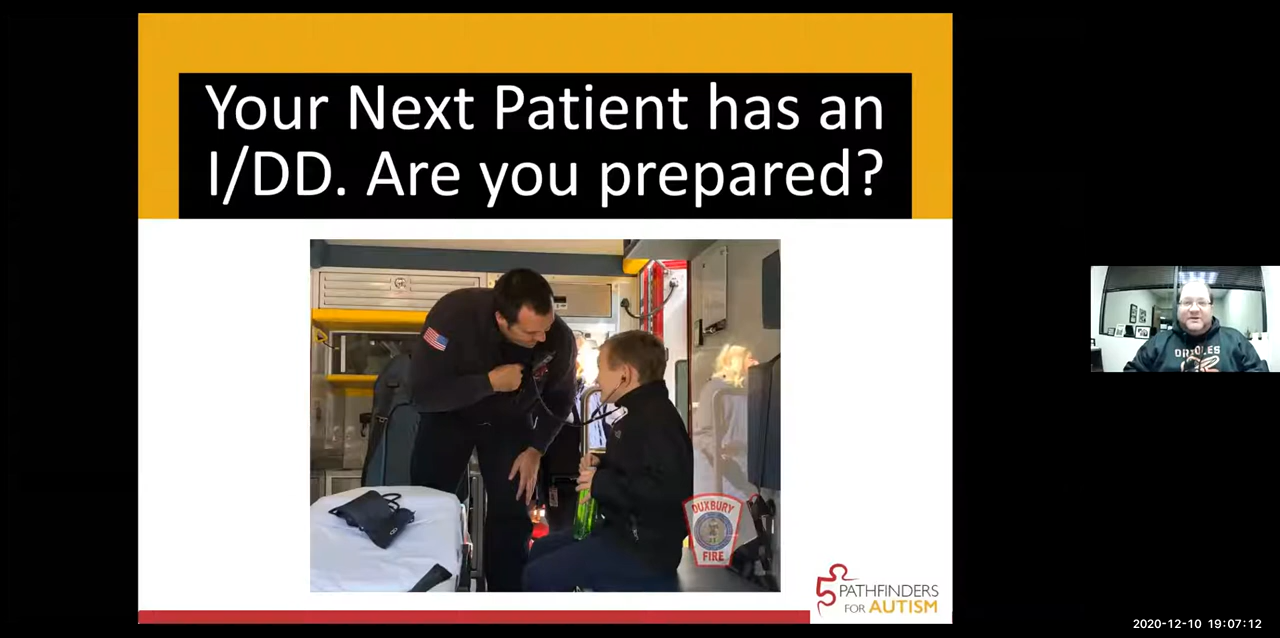 Your Next Patient has an
I/DD. Are you prepared?
DUXBURY
FIRE
PATHFINDERS
FOR AUTISM
ORIOLES
2020-12-10 19:07:12